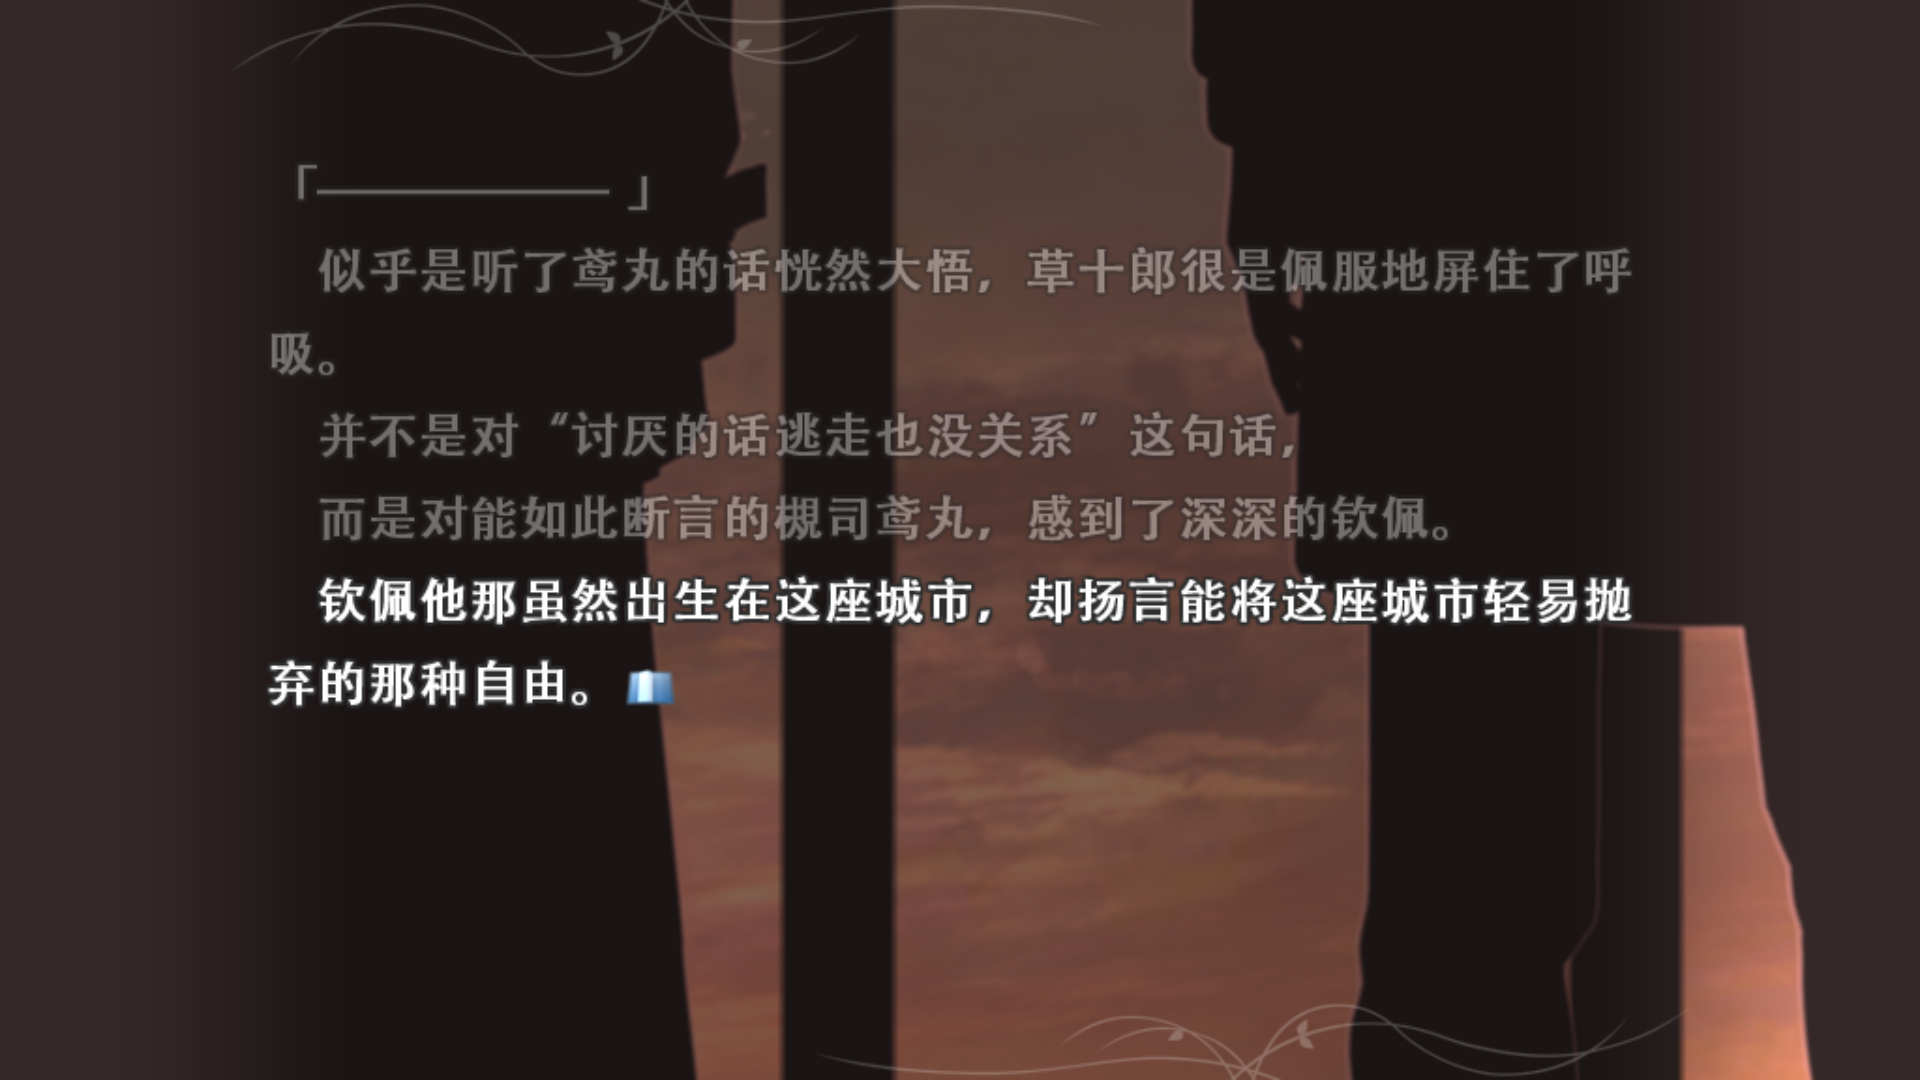 「——————」
似乎是听了鸢丸的话恍然大悟，草十郎很是佩服地屏住了呼
吸。
并不是对“讨厌的话逃走也没关系”这句话，
而是对能如此断言的槻司鸢丸，感到了深深的钦佩。
钦佩他那虽然出生在这座城市，却扬言能将这座城市轻易抛
弃的那种自由。